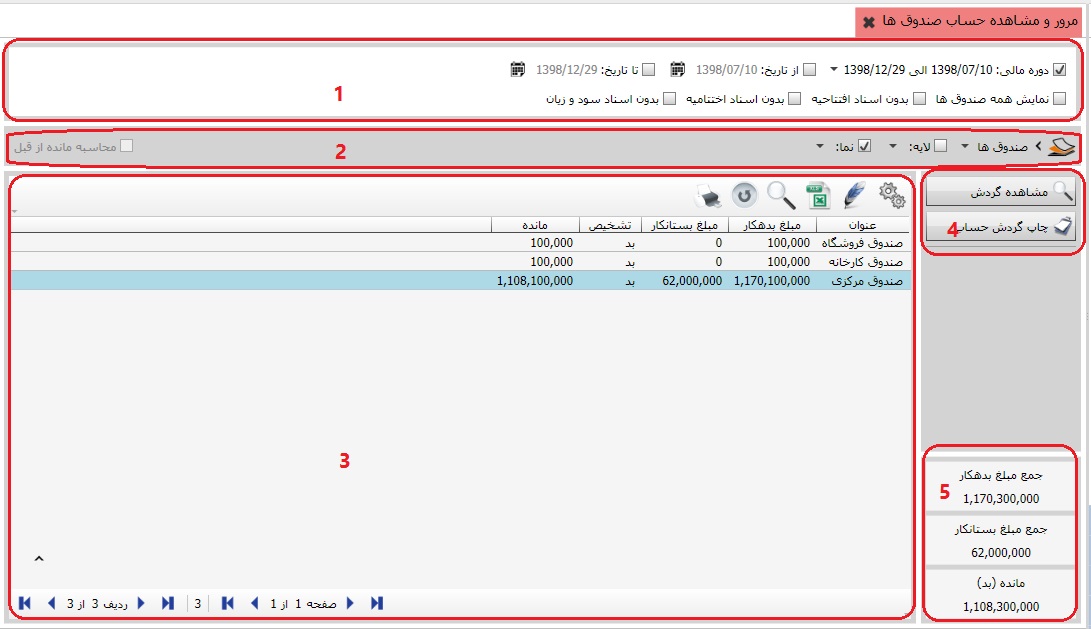 مرور و مشاهده حساب صندوق ها
دوره مالی: 1398/07/10 الی 1398/12/29 از تاریخ: 1398/07/10 تا تاریخ: 1398/12/29
نمایش همه صندوق ها بدون اسناد افتتاحیه بدون اسناد اختتامیه بدون اسناد سود و زیان
1
صندوق ها لایه: نما: محاسبه مانده از قبل
2
مشاهده گردش
چاپ گردش حساب
4
عنوان مبلغ بدهکار مبلغ بستانکار تشخیص مانده
صندوق فروشگاه 100,000 0 بد 100,000
صندوق کارخانه 100,000 0 بد 100,000
صندوق مرکزی 1,170,100,000 62,000,000 بد 1,108,100,000
3
جمع مبلغ بدهکار
1,170,300,000
5
جمع مبلغ بستانکار
62,000,000
مانده (بد)
1,108,300,000
صفحه 1 از 1 3 ردیف 3 از 3